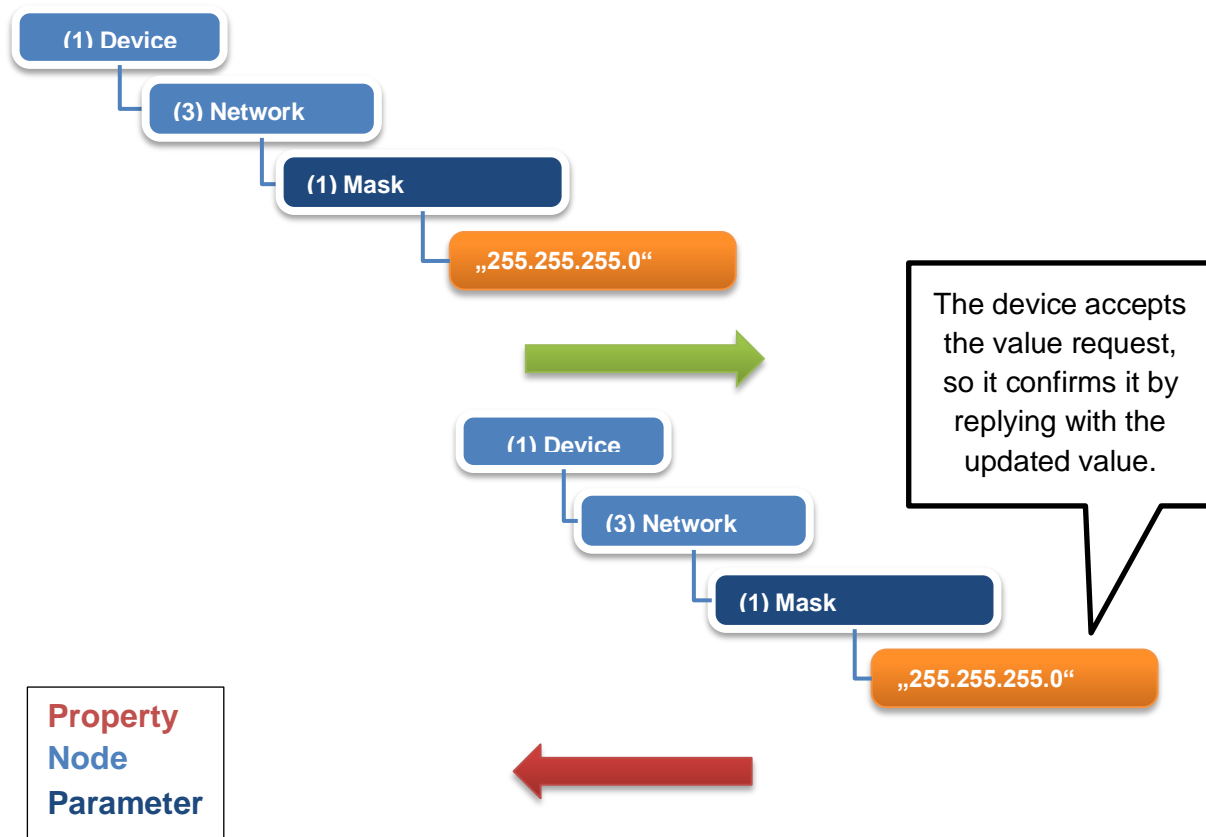 (1) Device
(3) Network
(1) Mask
„255.255.255.0“
The device accepts
the value request,
so it confirms it by
replying with the
updated value.
(1) Device
(3) Network
(1) Mask
„255.255.255.0“
Property
Node
Parameter